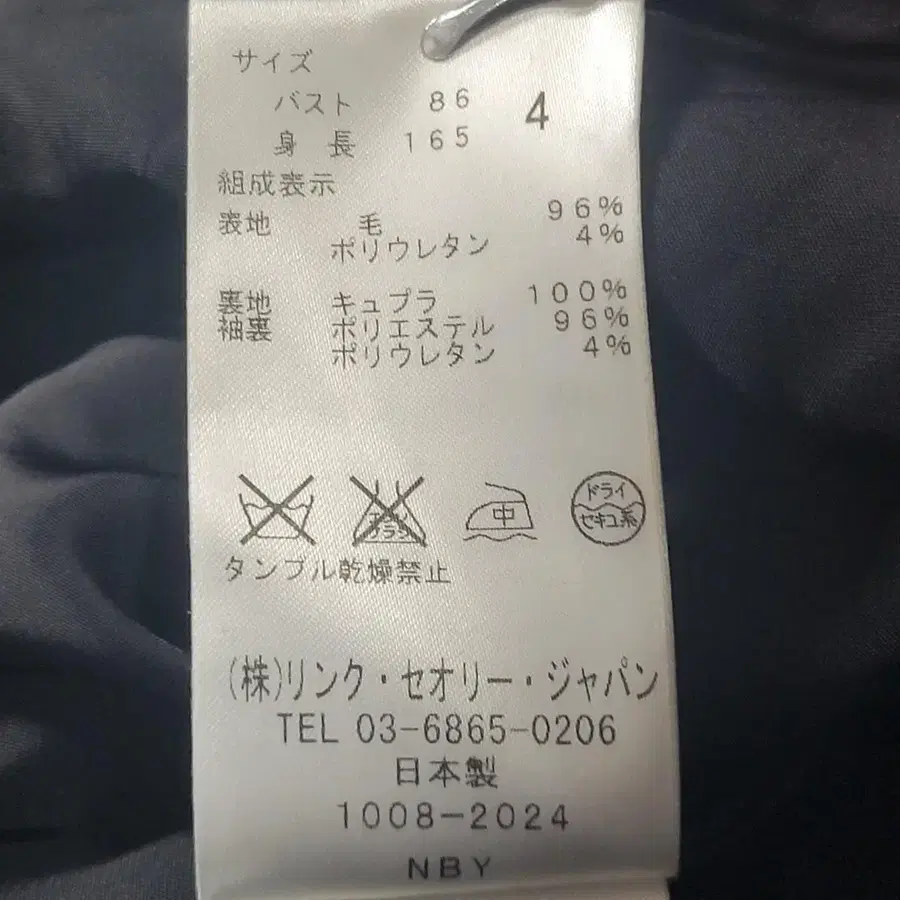 サイズ
バスト 86 4
身長 165
組成表示
表地 毛 96%
ポリウレタン 4%
裏地 キュプラ 100%
袖裏 ポリエステル 96%
ポリウレタン 4%
中 ドライ
セキユ系
タンブル乾燥禁止
(株)リンク・セオリー・ジャパン
TEL 03-6865-0206
日本製
1008-2024
NBY